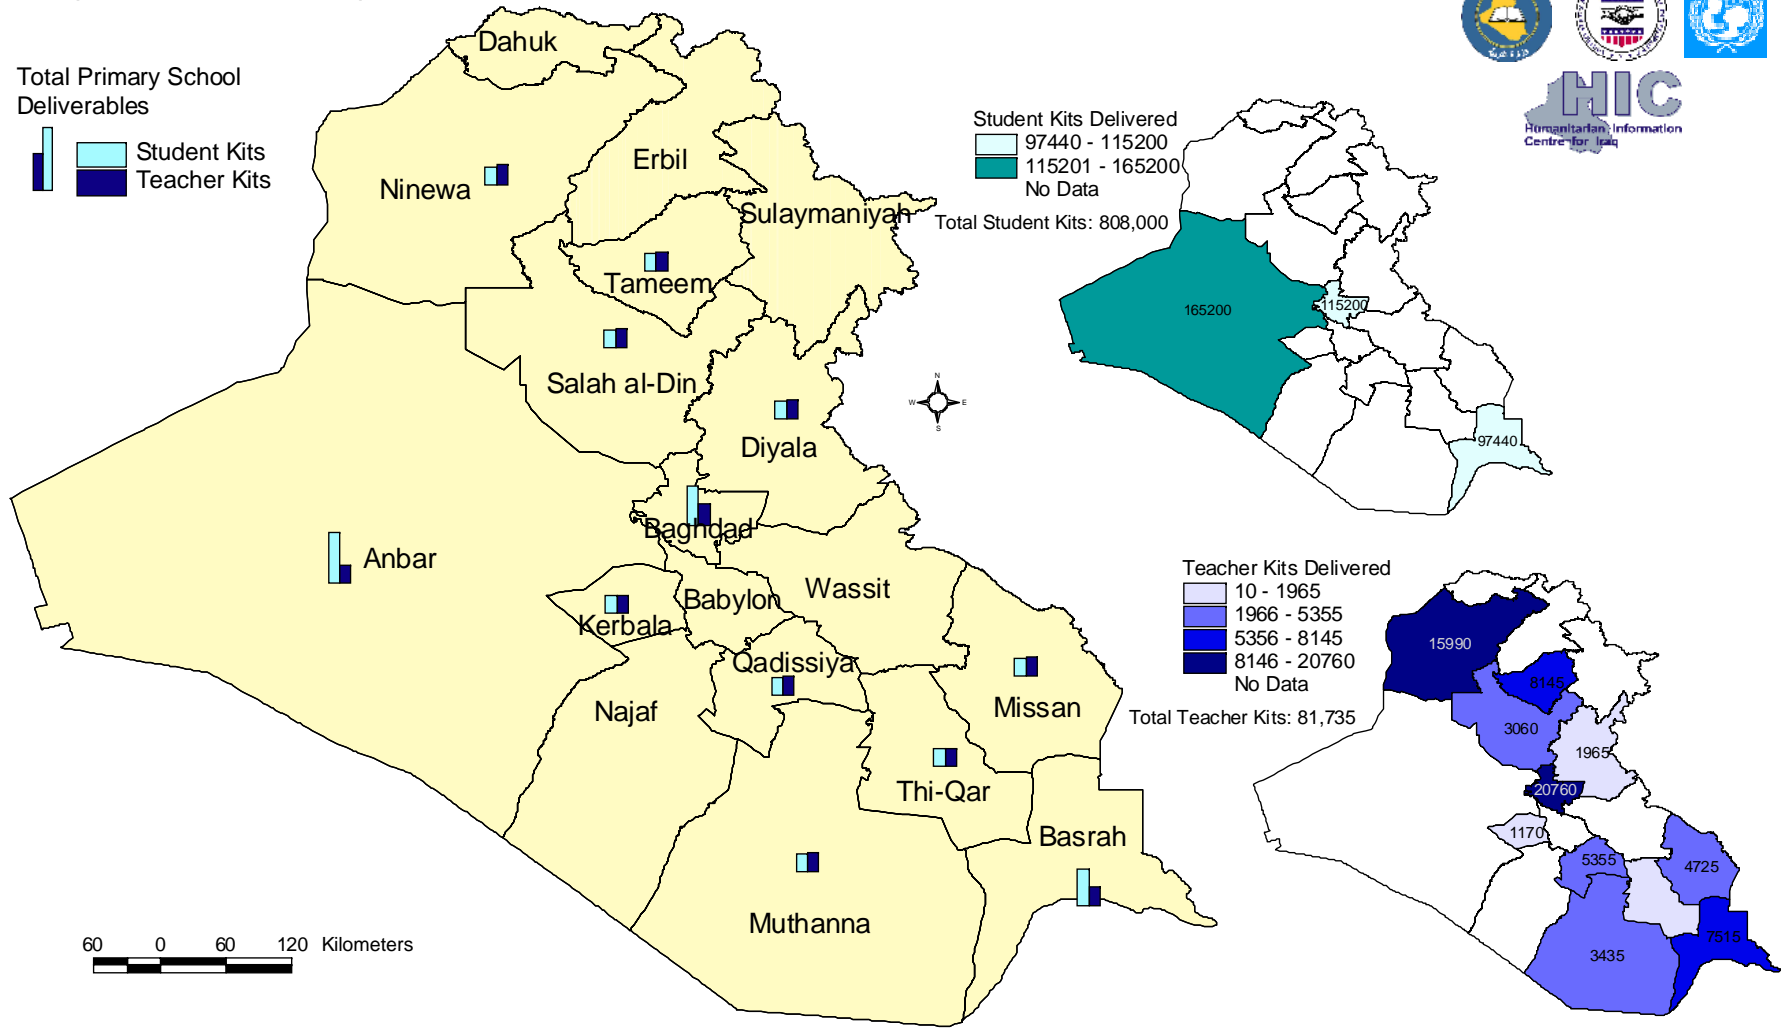 Total Primary School
Deliverables
Student Kits
Teacher Kits
Dahuk
Ninewa
Erbil
Sulaymaniyah
Tameem
Salah al-Din
Diyala
Baghdad
Anbar
Wassit
Babylon
Kerbala
Qadissiya
Najaf
Missan
Thi-Qar
Basrah
Muthanna
N
W
E
S
60 0 60 120 Kilometers
HIC
Humanitarian Information
Centre for Iraq
Student Kits Delivered
97440 - 115200
115201 - 165200
No Data
Total Student Kits: 808,000
165200
115200
97440
Teacher Kits Delivered
10 - 1965
1966 - 5355
5356 - 8145
8146 - 20760
No Data
Total Teacher Kits: 81,735
15990
8145
3060
1965
20760
1170
5355
4725
7515
3435